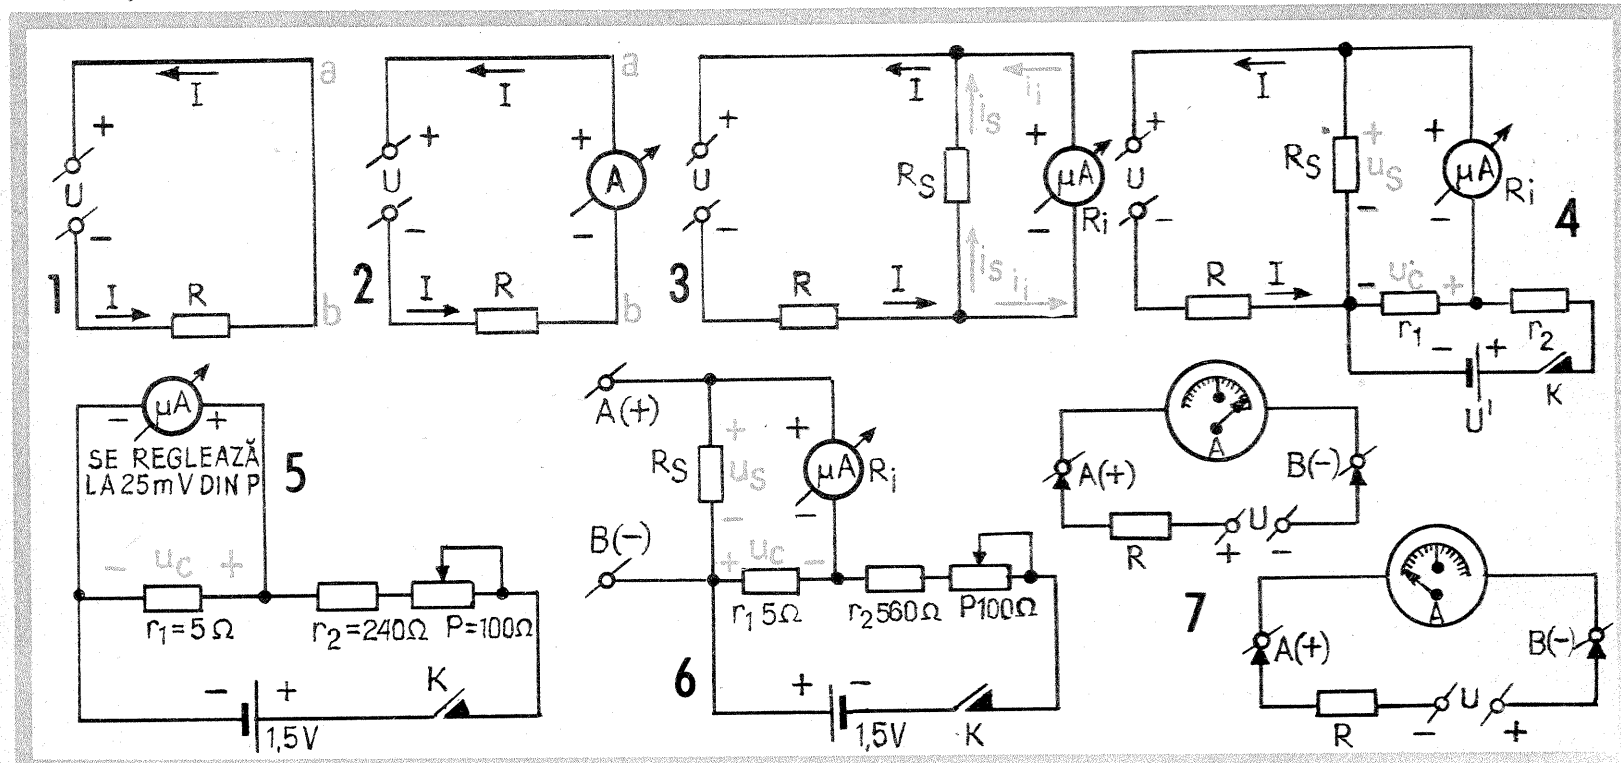 1
I
a
+
U
−
I
R
b
2
I
a
+
+
U
A
−
−
I
R
b
3
I
i_i
+
i_S
+
U
R_S
μA
−
−
R_i
i_S
i_i
R
I
4
I
+
+
+
R_S
u_S
μA
R_i
U
−
−
−
R
I
−
u_c
+
r_1
r_2
−
+
U'
K
5
μA
−
+
SE REGLEAZĂ
LA 25mV DIN P
−
u_c
+
r_1=5Ω
r_2=240Ω
P=100Ω
−
+
K
1,5V
6
A(+)
+
+
R_S
u_S
μA
R_i
−
−
B(−)
+
u_c
−
r_1 5Ω
r_2 560Ω
P100Ω
+
−
1,5V
K
7
A
A(+)
B(−)
U
R
+
−
A
A(+)
B(−)
U
R
−
+